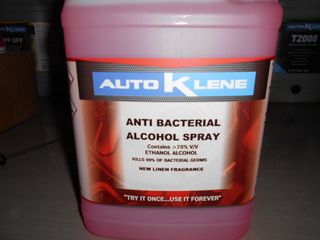 AUTO KLENE
ANTI BACTERIAL
ALCOHOL SPRAY
Contains >75% V/V
ETHANOL ALCOHOL
KILLS 99% OF BACTERIAL GERMS
NEW LINEN FRAGRANCE
"TRY IT ONCE...USE IT FOREVER"
T2000